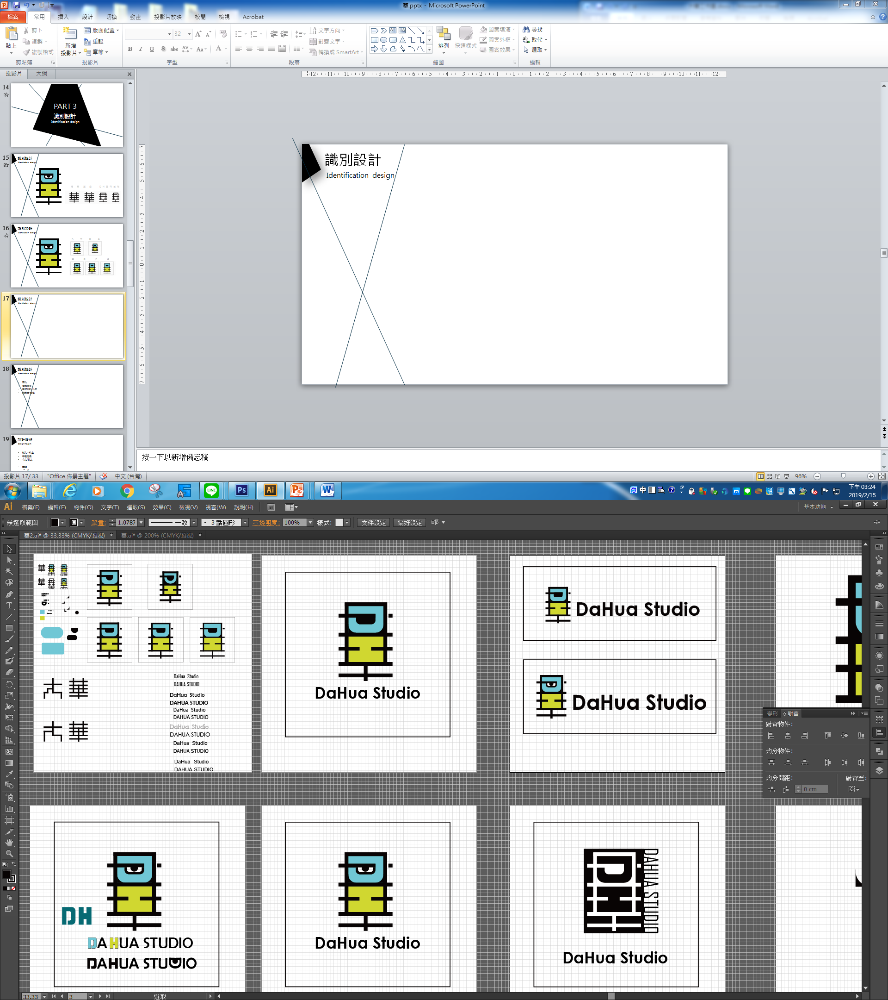 華.pptx - Microsoft PowerPoint
檔案 常用 插入 設計 切換 動畫 投影片放映 校閱 檢視 Acrobat
貼上 剪下 複製 複製格式 剪貼簿
新增 投影片 版面配置 重設 章節 投影片
32 字型
文字方向 對齊文字 轉換成 SmartArt 段落
排列 快速樣式 圖案填滿 圖案外框 圖案效果 繪圖
尋找 取代 選取 編輯
投影片 大綱
14
PART 3
識別設計
Identification design
15
識別設計
Identification design
16
識別設計
Identification design
17
識別設計
Identification design
18
識別設計
Identification design
19
識別設計
Identification design
按一下以新增備忘稿
投影片 17/ 33 "Office 佈景主題" 中文 (台灣) 96%
LINE Ps Ai
中
下午 03:24
2019/2/15
Ai 檔案(F) 編輯(E) 物件(O) 文字(T) 選取(S) 效果(C) 檢視(V) 視窗(W) 說明(H) Br 基本功能
無選取範圍 筆畫: 1.0787 一致 3 點圓形 不透明度: 100% 樣式: 文件設定 偏好設定
華2.ai* @ 33.33% (CMYK/預視) 華.ai* @ 200% (CMYK/預視)
DaHua Studio
DAHUA STUDIO
DaHua Studio
DAHUA STUDIO
DaHua Studio
DAHUA STUDIO
DaHua Studio
DAHUA STUDIO
DaHua Studio
DAHUA STUDIO
DaHua Studio
DAHUA STUDIO
華
華
DaHua Studio
DaHua Studio
DaHua Studio
變形 對齊
對齊物件:
均分物件:
均分間距: 對齊至:
0 cm
DH
DAHUA STUDIO
DAHUA STUDIO
DaHua Studio
DAHUA STUDIO
DaHua Studio
33.33 3 選取